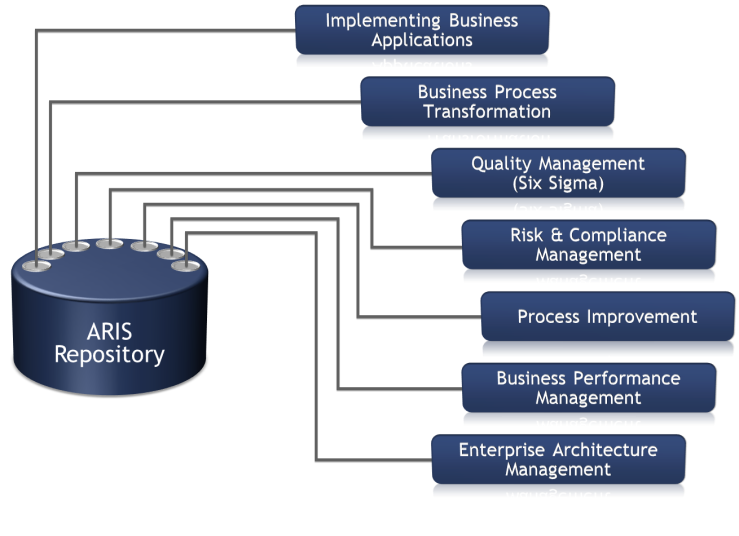 Implementing Business
Applications
Business Process
Transformation
Quality Management
(Six Sigma)
Risk & Compliance
Management
Process Improvement
Business Performance
Management
Enterprise Architecture
Management
ARIS
Repository